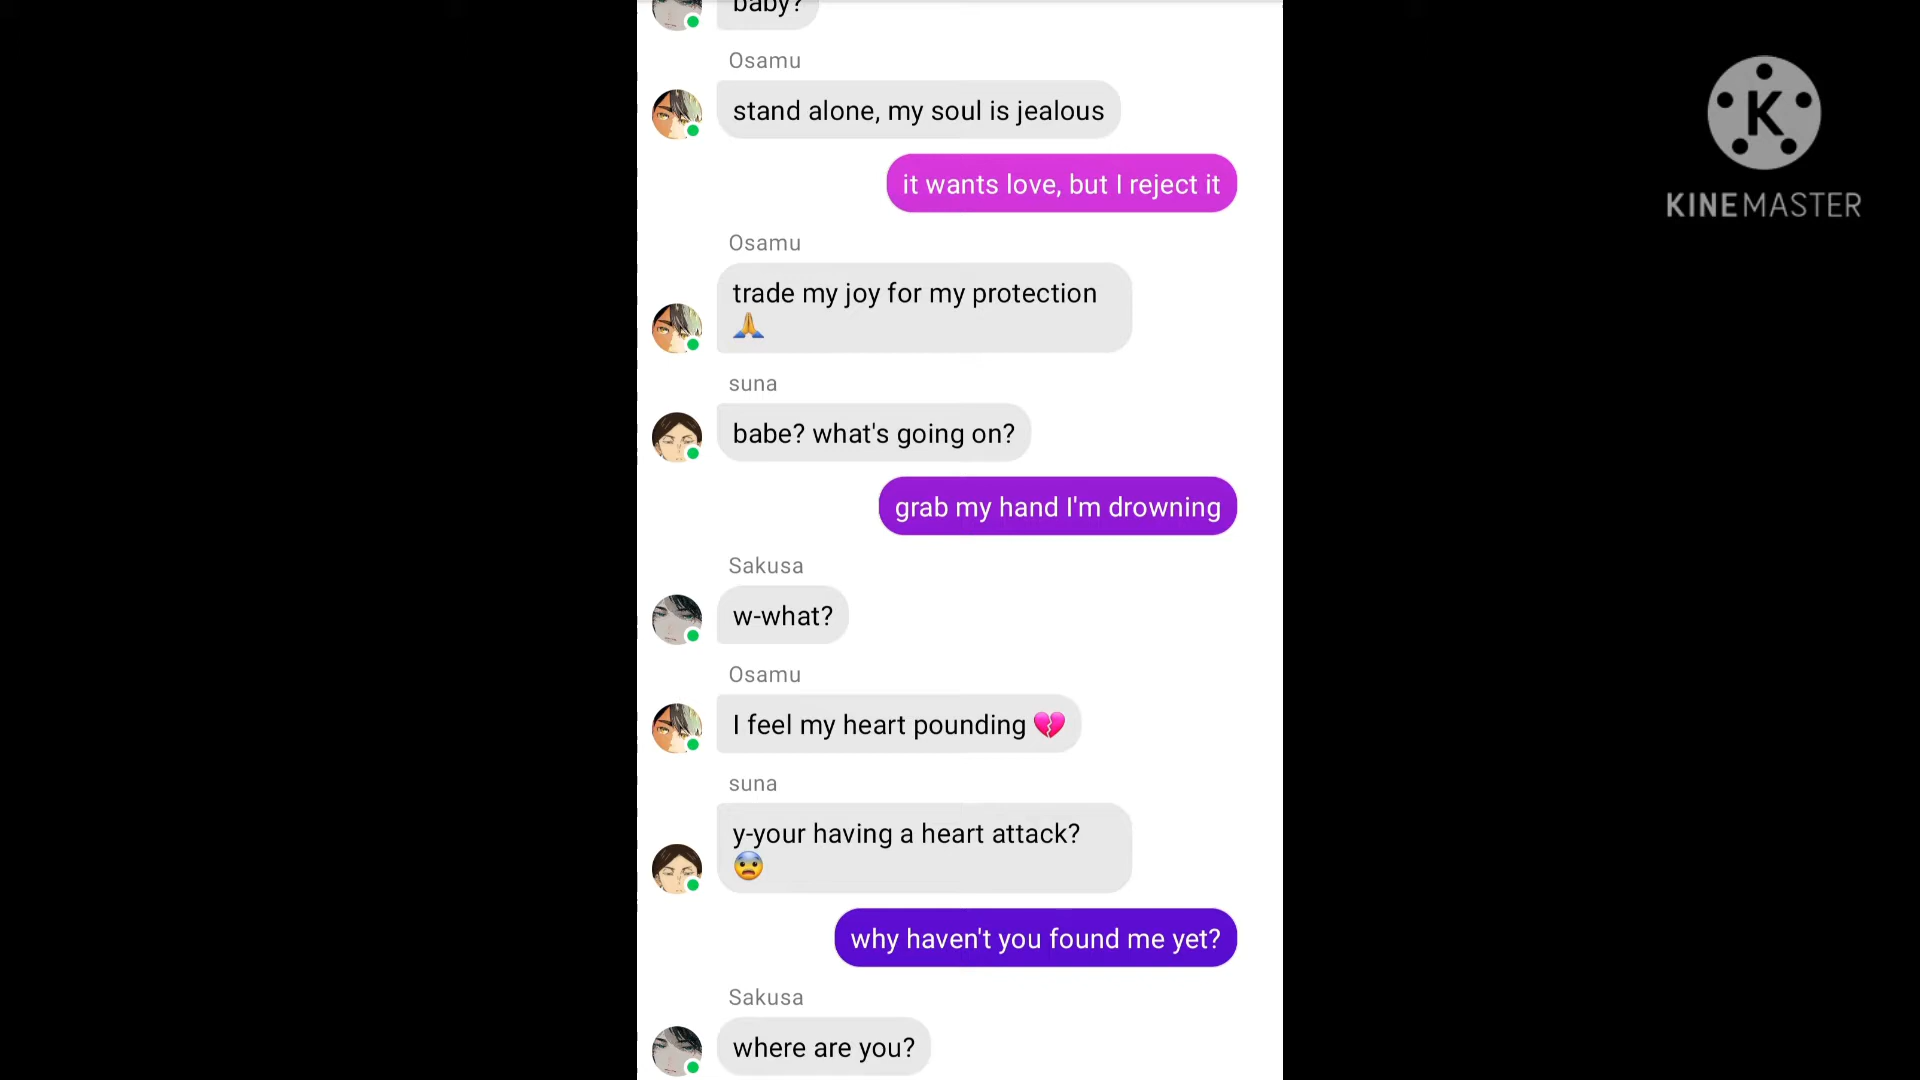 baby?
Osamu
stand alone, my soul is jealous
it wants love, but I reject it
Osamu
trade my joy for my protection
🙏
suna
babe? what's going on?
grab my hand I'm drowning
Sakusa
w-what?
Osamu
I feel my heart pounding 💔
suna
y-your having a heart attack?
😨
why haven't you found me yet?
Sakusa
where are you?
K
KINEMASTER